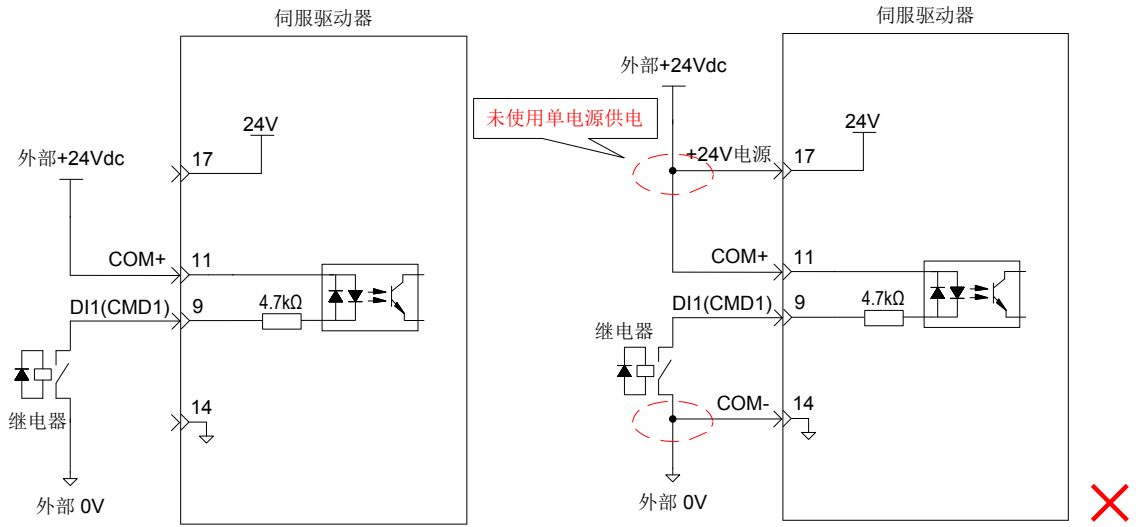 伺服驱动器
24V
17
外部+24Vdc
COM+
11
DI1(CMD1)
9
4.7kΩ
继电器
14
外部 0V
伺服驱动器
外部+24Vdc
未使用单电源供电
24V
+24V电源
17
COM+
11
DI1(CMD1)
9
4.7kΩ
继电器
COM-
14
外部 0V